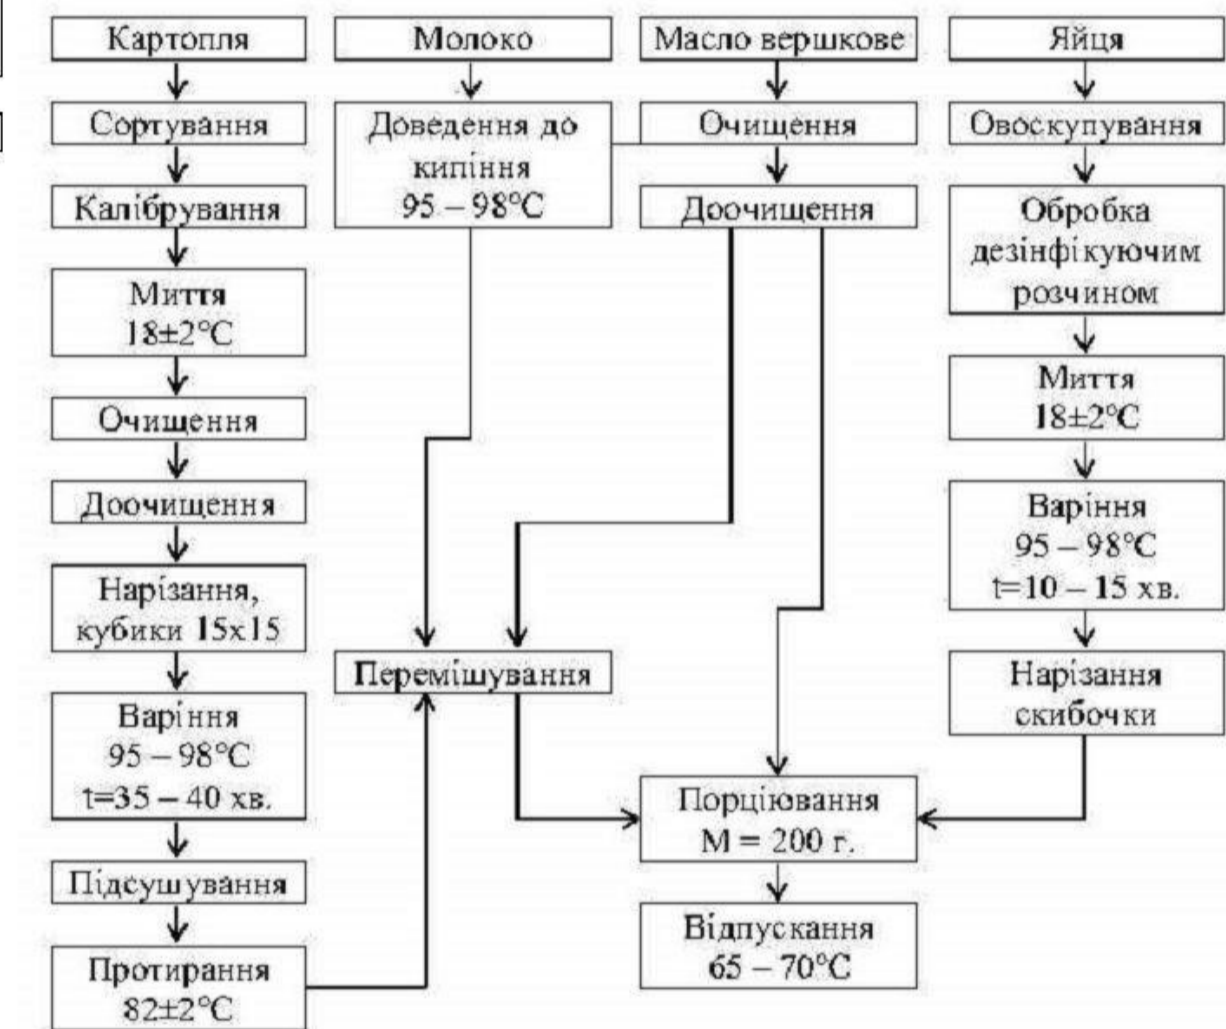 Картопля
Сортування
Калібрування
Миття
18±2°С
Очищення
Доочищення
Нарізання,
кубики 15х15
Варіння
95 – 98°С
t=35 – 40 хв.
Підсушування
Протирання
82±2°С
Молоко
Доведення до
кипіння
95 – 98°С
Перемішування
Масло вершкове
Очищення
Доочищення
Порціювання
М = 200 г.
Відпускання
65 – 70°С
Яйця
Овоскупування
Обробка
дезінфікуючим
розчином
Миття
18±2°С
Варіння
95 – 98°С
t=10 – 15 хв.
Нарізання
скибочки